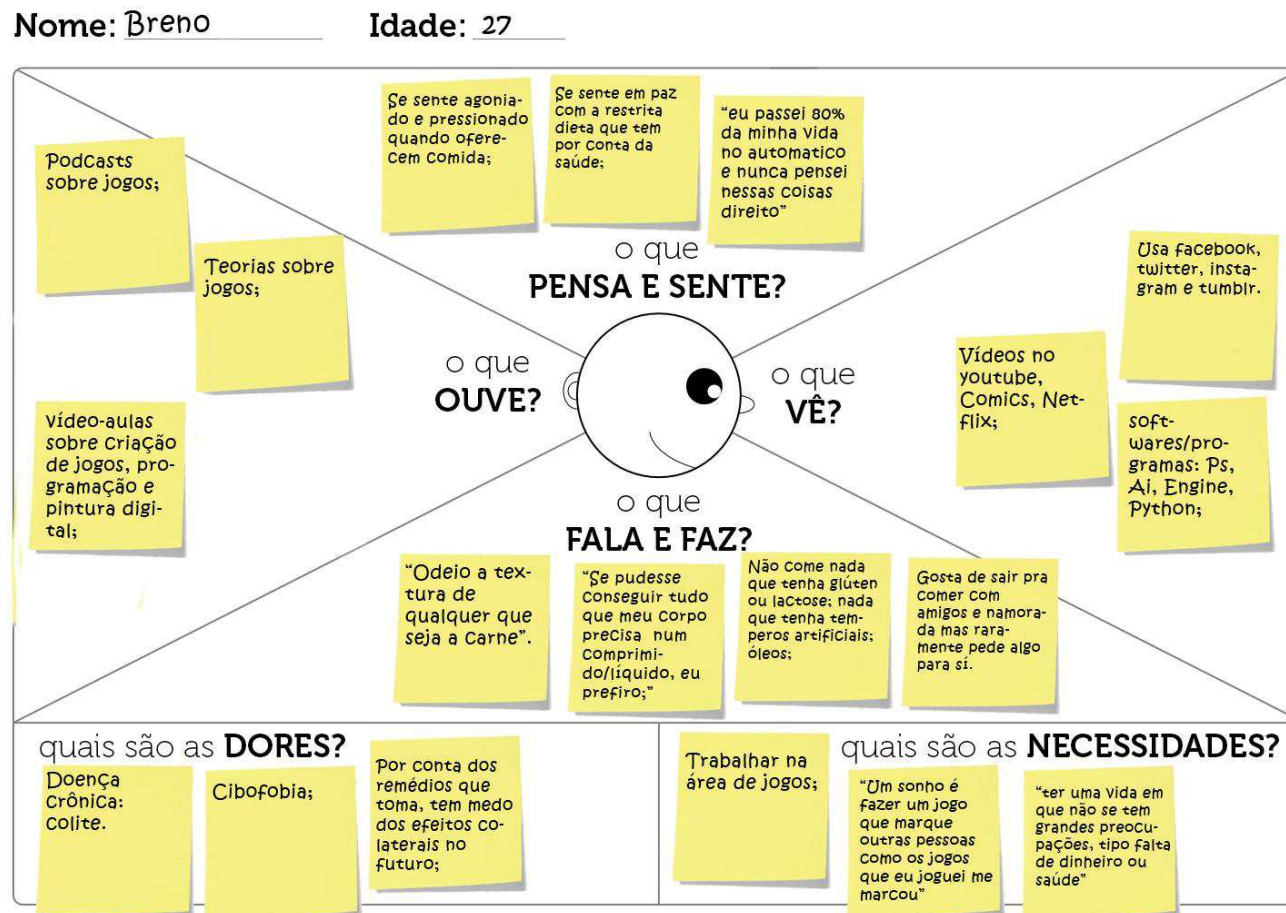 Nome: Breno Idade: 27
Se sente agonia-
do e pressionado
quando ofere-
cem comida;
Se sente em paz
com a restrita
dieta que tem
por conta da
saúde;
“eu passei 80%
da minha vida
no automatico
e nunca pensei
nessas coisas
direito”
o que
PENSA E SENTE?
Podcasts
sobre jogos;
Teorias sobre
jogos;
vídeo-aulas
sobre criação
de jogos, pro-
gramação e
pintura digi-
tal;
o que
OUVE?
o que
VÊ?
Usa facebook,
twitter, insta-
gram e tumblr.
Vídeos no
youtube,
Comics, Net-
flix;
soft-
wares/pro-
gramas: Ps,
Ai, Engine,
Python;
o que
FALA E FAZ?
“Odeio a tex-
tura de
qualquer que
seja a carne”.
“Se pudesse
conseguir tudo
que meu corpo
precisa num
comprimi-
do/líquido, eu
prefiro;”
Não come nada
que tenha glúten
ou lactose; nada
que tenha tem-
peros artificiais;
óleos;
Gosta de sair pra
comer com
amigos e namora-
da mas rara-
mente pede algo
para sí.
quais são as DORES?
Doença
crônica:
colite.
Cibofobia;
Por conta dos
remédios que
toma, tem medo
dos efeitos co-
laterais no
futuro;
quais são as NECESSIDADES?
Trabalhar na
área de jogos;
“Um sonho é
fazer um jogo
que marque
outras pessoas
como os jogos
que eu joguei me
marcou”
“ter uma vida em
que não se tem
grandes preocu-
pações, tipo falta
de dinheiro ou
saúde”